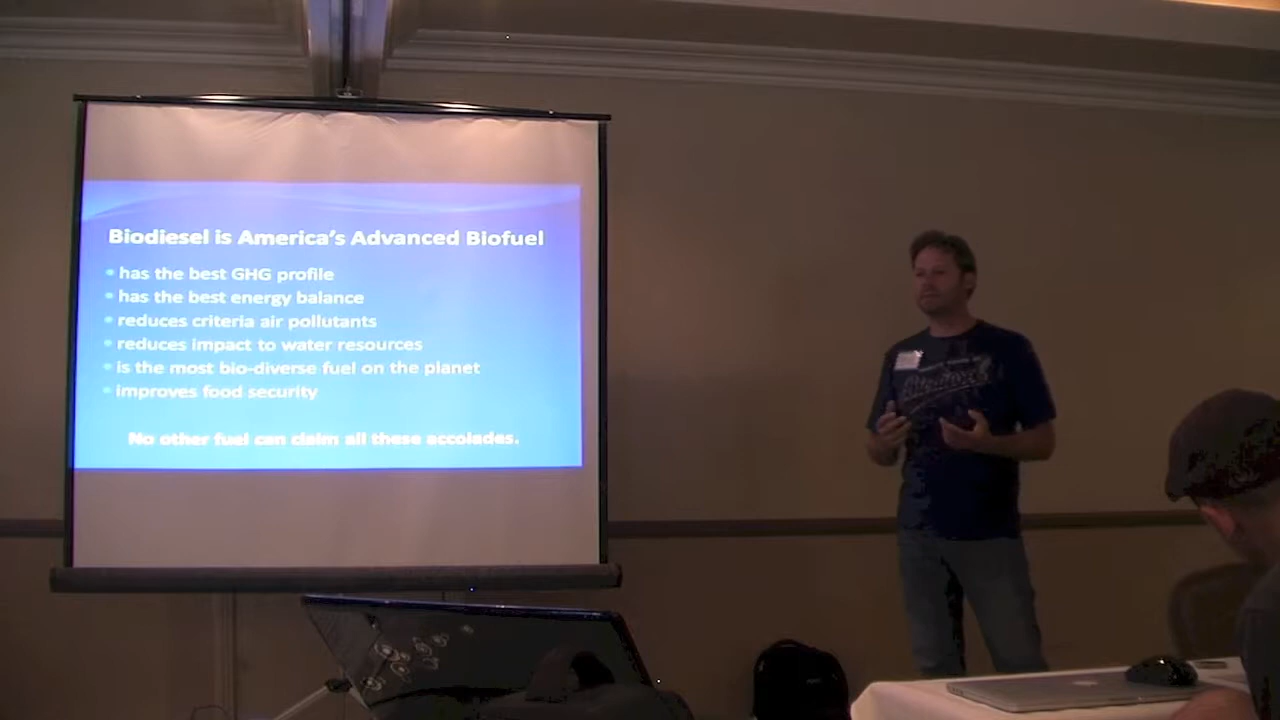 Biodiesel is America's Advanced Biofuel
• has the best GHG profile
• has the best energy balance
• reduces criteria air pollutants
• reduces impact to water resources
• is the most bio-diverse fuel on the planet
• improves food security
No other fuel can claim all these accolades.